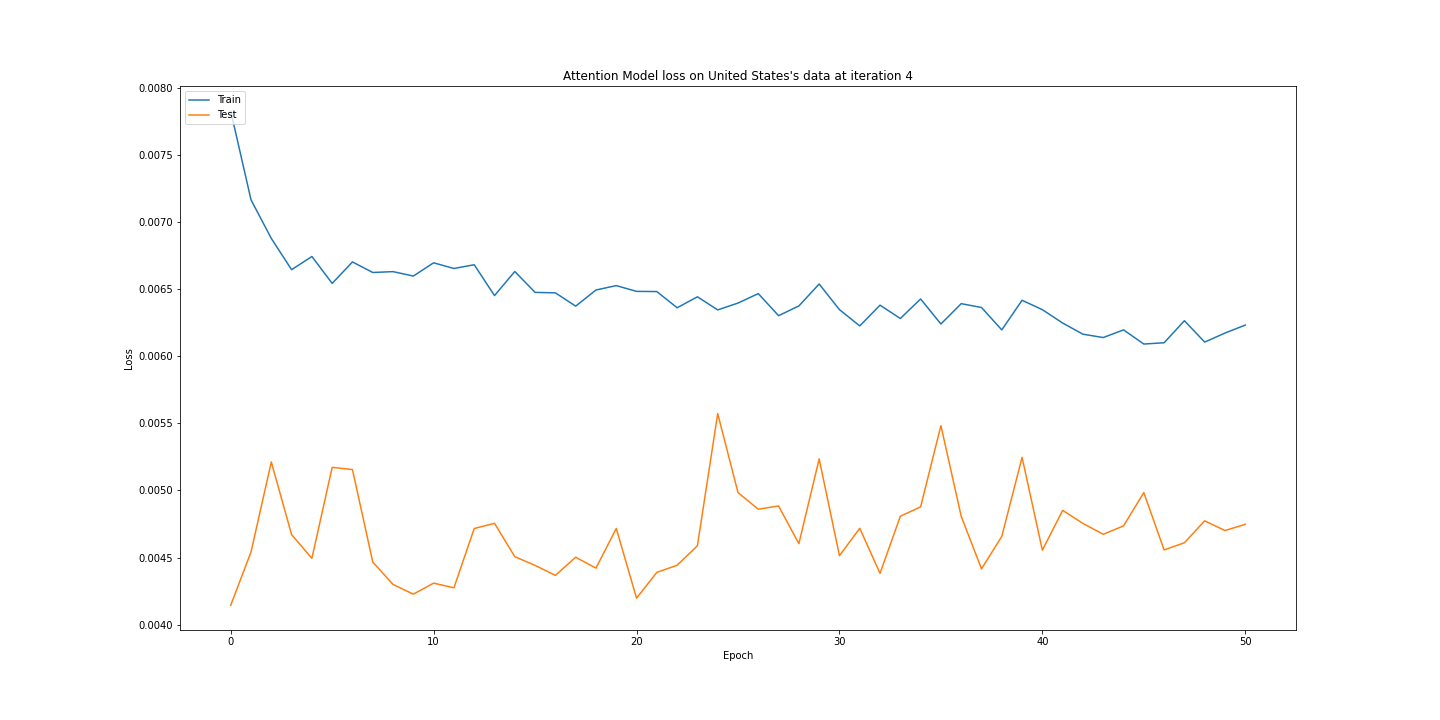 Attention Model loss on United States's data at iteration 4
Train
Test
0.0080
0.0075
0.0070
0.0065
0.0060
0.0055
0.0050
0.0045
0.0040
Loss
0 10 20 30 40 50
Epoch